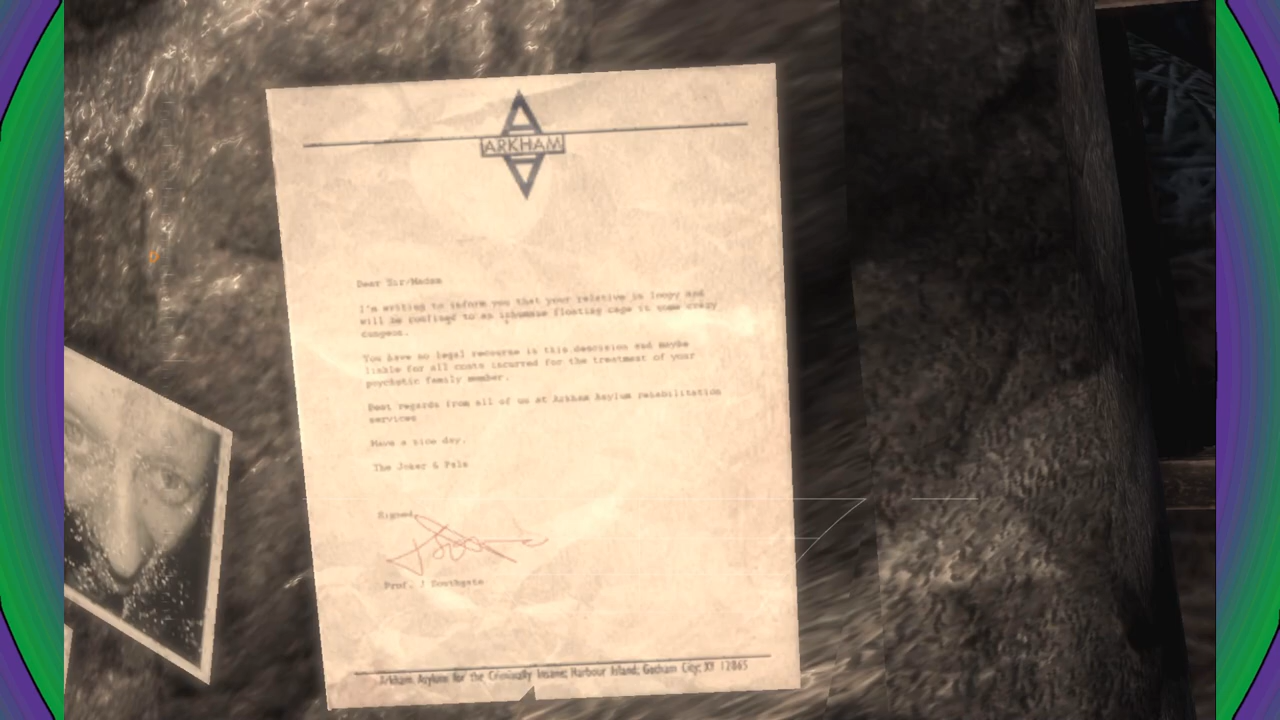 ARKHAM
Dear Sir/Madam
I'm writing to inform you that your relative is loopy and
will be confined to an inhumane floating cage in some crazy
dungeon.
You have no legal recourse in this descision and maybe
liable for all costs incurred for the treatment of your
psychotic family member.
Best regards from all of us at Arkham Asylum rehabilitation
services
Have a nice day.
The Joker & Pals
Signed,
Prof. J Southgate
Arkham Asylum for the Criminally Insane; Harbour Island; Gotham City; XY 12865